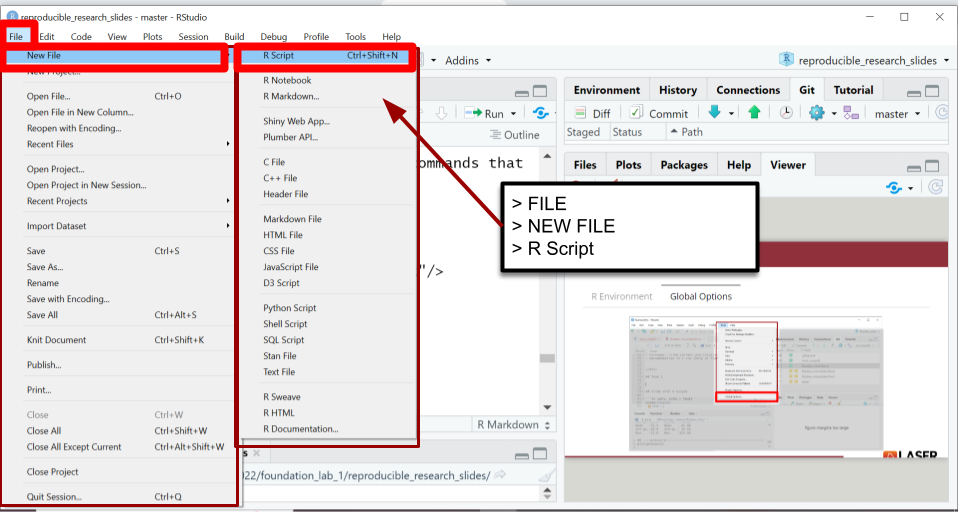 reproducible_research_slides - master - RStudio
File Edit Code View Plots Session Build Debug Profile Tools Help
New File
R Script Ctrl+Shift+N
Addins
reproducible_research_slides
New Project...
Open File... Ctrl+O
Open File in New Column...
Reopen with Encoding...
Recent Files
Open Project...
Open Project in New Session...
Recent Projects
Import Dataset
Save Ctrl+S
Save As...
Rename
Save with Encoding...
Save All Ctrl+Alt+S
Knit Document Ctrl+Shift+K
Publish...
Print...
Close Ctrl+W
Close All Ctrl+Shift+W
Close All Except Current Ctrl+Alt+Shift+W
Close Project
Quit Session... Ctrl+Q
R Notebook
R Markdown...
Shiny Web App...
Plumber API...
C File
C++ File
Header File
Markdown File
HTML File
CSS File
JavaScript File
D3 Script
Python Script
Shell Script
SQL Script
Stan File
Text File
R Sweave
R HTML
R Documentation...
Run
Outline
ommands that
"/>
R Markdown
s
022/foundation_lab_1/reproducible_research_slides/
> FILE
> NEW FILE
> R Script
Environment History Connections Git Tutorial
Diff Commit master
Staged Status Path
Files Plots Packages Help Viewer
R Environment Global Options
figure margins too large
LASER